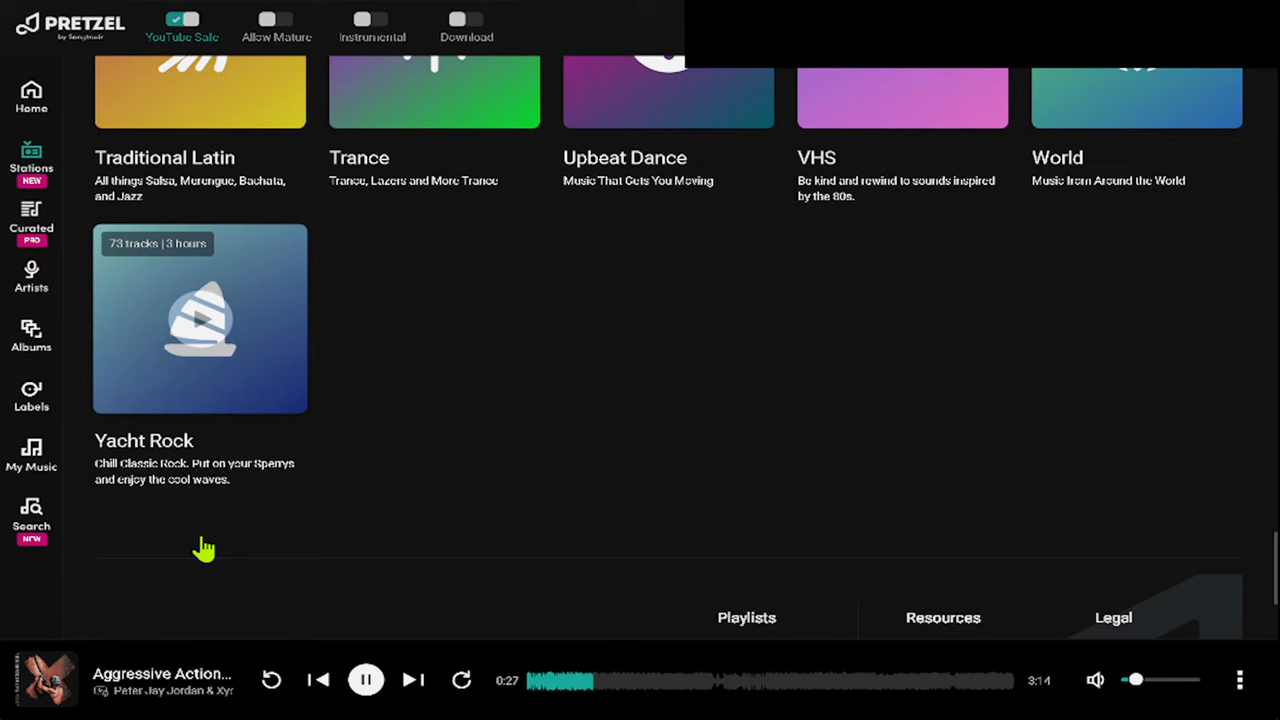 PRETZEL
by Songtradr
YouTube Safe
Allow Mature
Instrumental
Download
Home
Stations
NEW
Curated
PRO
Artists
Albums
Labels
My Music
Search
NEW
Traditional Latin
All things Salsa, Merengue, Bachata,
and Jazz
Trance
Trance, Lazers and More Trance
Upbeat Dance
Music That Gets You Moving
VHS
Be kind and rewind to sounds inspired
by the 80s.
World
Music from Around the World
73 tracks | 3 hours
Yacht Rock
Chill Classic Rock. Put on your Sperrys
and enjoy the cool waves.
Playlists
Resources
Legal
Aggressive Action...
Peter Jay Jordan & Xy
0:27
3:14